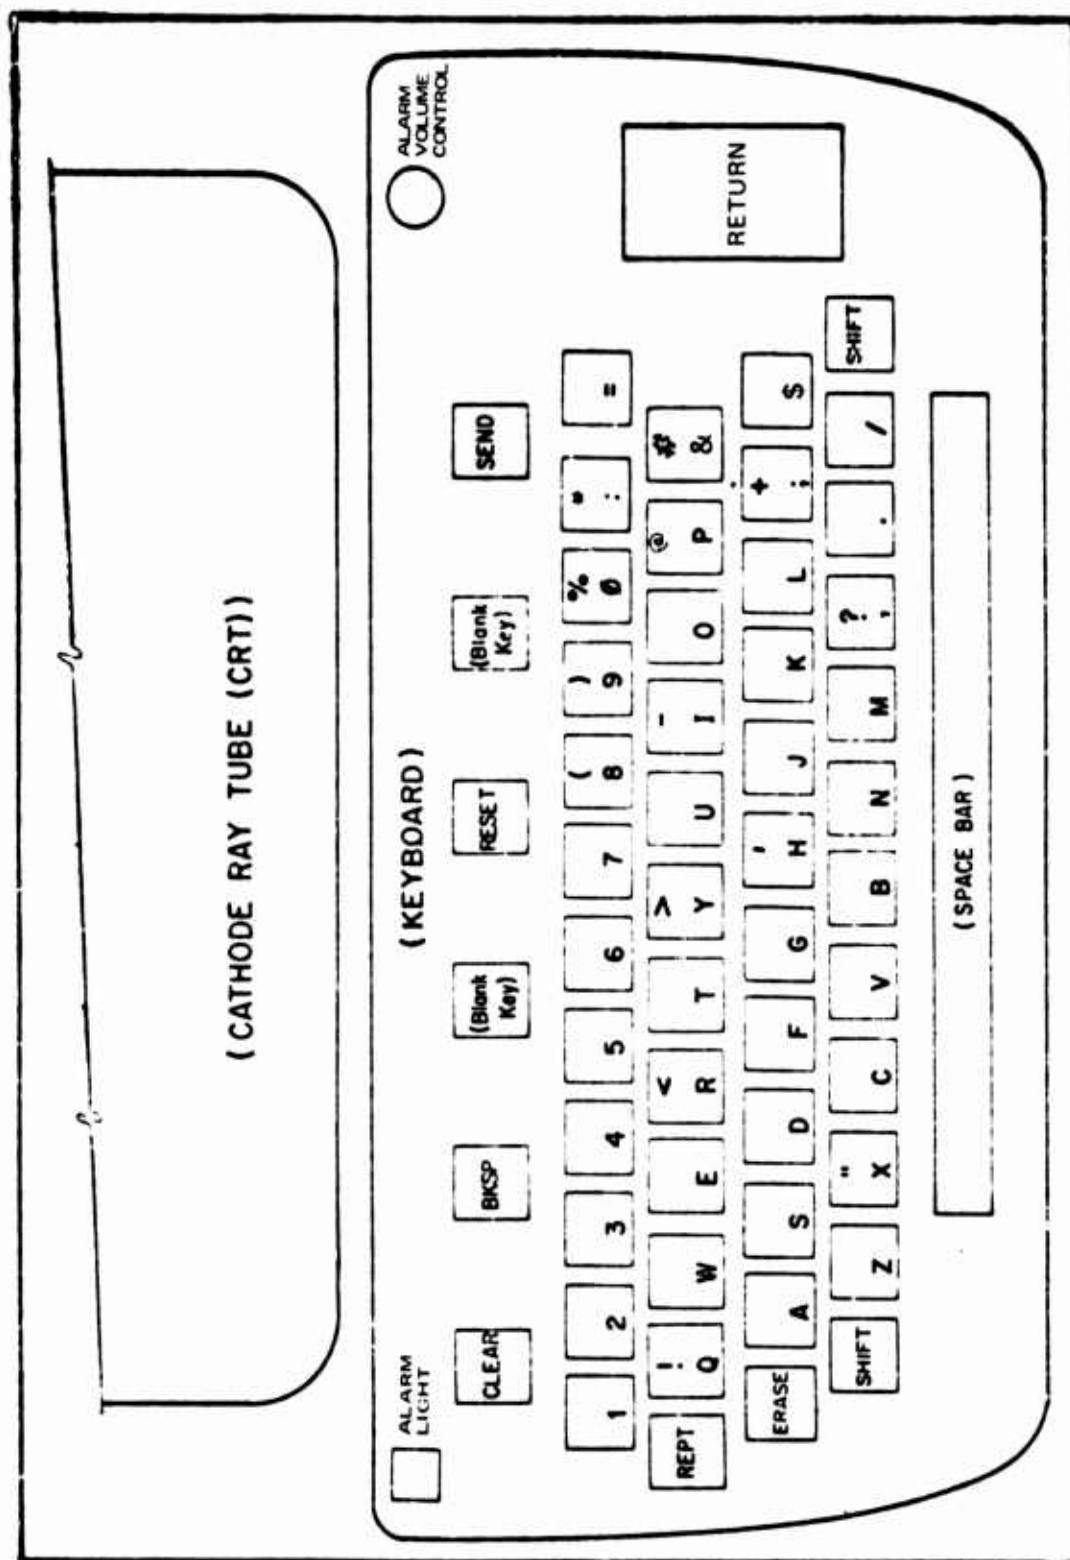 (CATHODE RAY TUBE (CRT))
(KEYBOARD)
ALARM
LIGHT
ALARM
VOLUME
CONTROL
CLEAR BKSP (Blank Key) RESET (Blank Key) SEND
1 2 3 4 5 6 7 ( 8 ) 9 % Ø * : =
REPT ! Q W E < R T > Y U - I O @ P # &
ERASE A S D F G ' H J K L + ; $
SHIFT Z " X C V B N M ? , . / SHIFT
RETURN
(SPACE BAR)